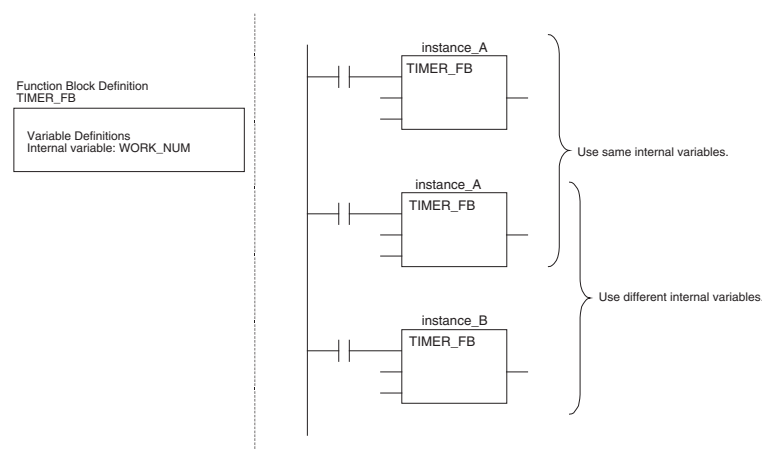 Function Block Definition
TIMER_FB
Variable Definitions
Internal variable: WORK_NUM
instance_A
TIMER_FB
Use same internal variables.
instance_A
TIMER_FB
Use different internal variables.
instance_B
TIMER_FB